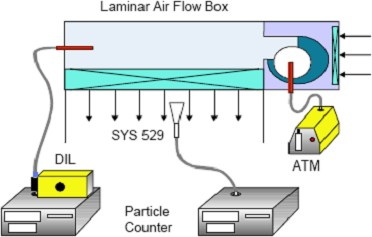 Laminar Air Flow Box
SYS 529
DIL
ATM
Particle
Counter